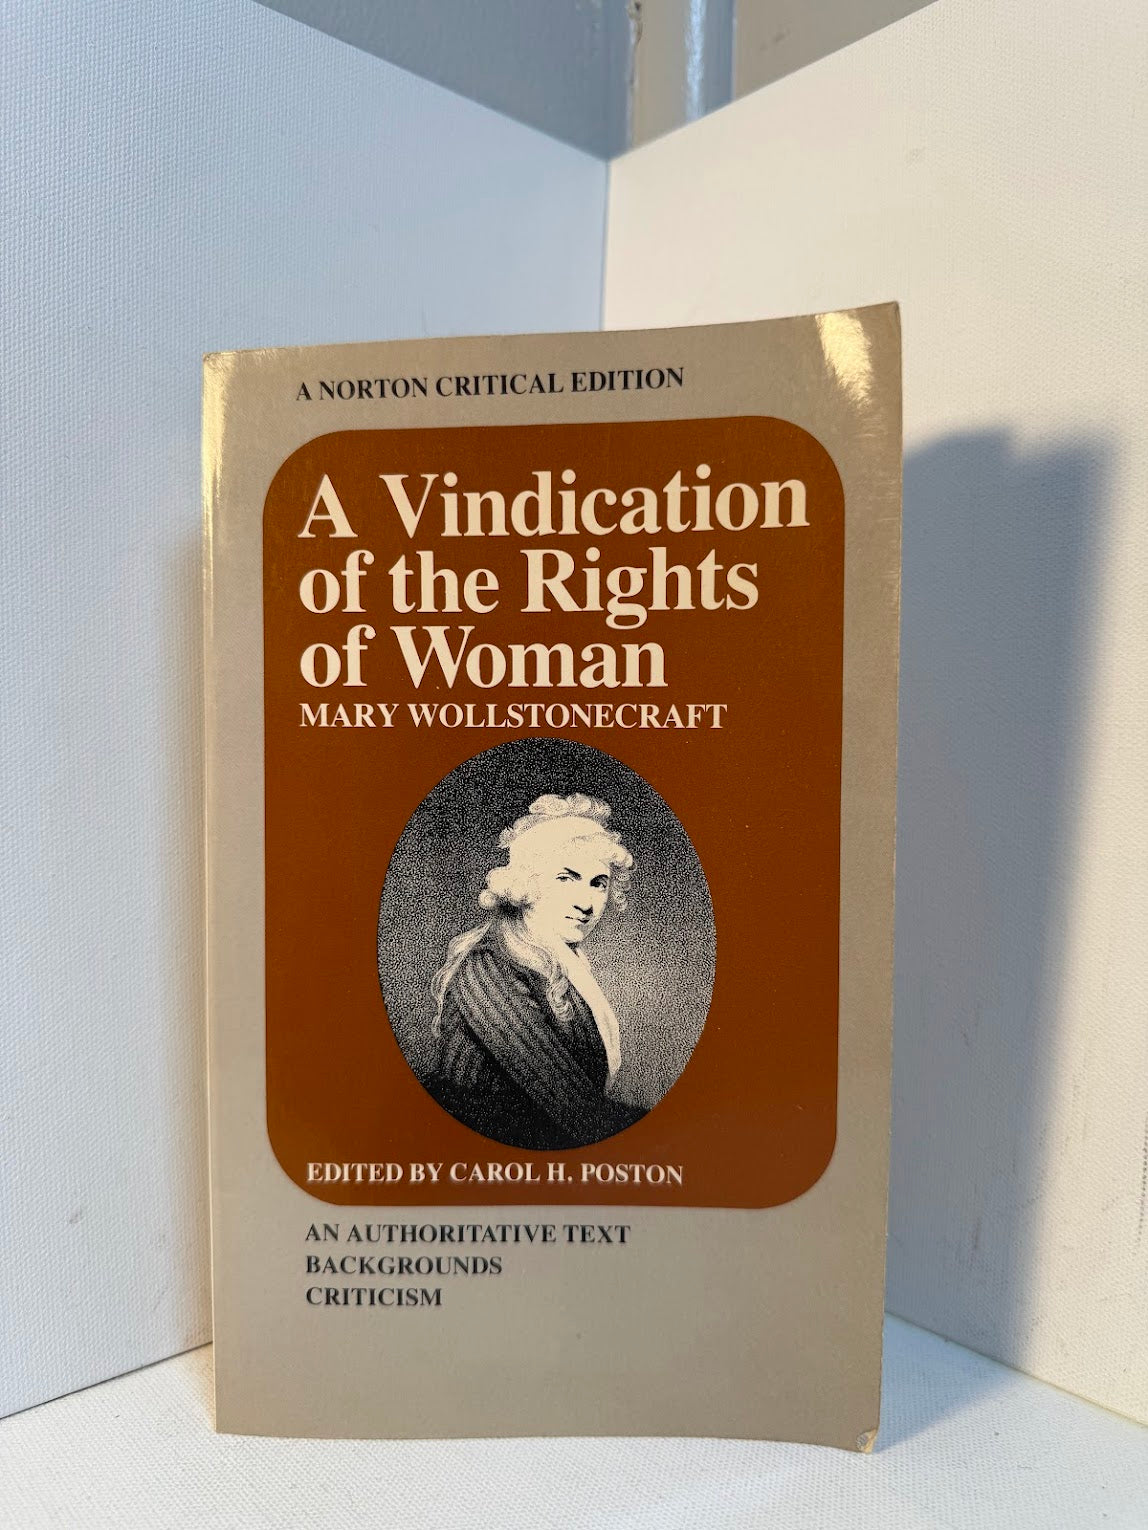 A NORTON CRITICAL EDITION
A Vindication
of the Rights
of Woman
MARY WOLLSTONECRAFT
EDITED BY CAROL H. POSTON
AN AUTHORITATIVE TEXT
BACKGROUNDS
CRITICISM